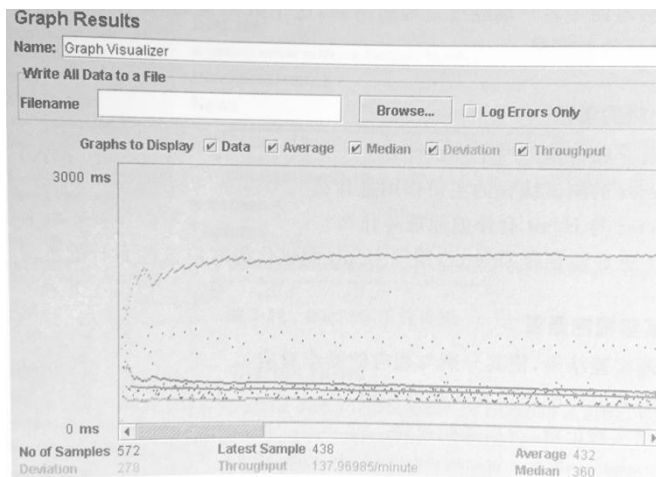 Graph Results
Name: Graph Visualizer
Write All Data to a File
Filename Browse... Log Errors Only
Graphs to Display Data Average Median Deviation Throughput
3000 ms
0 ms
No of Samples 572 Latest Sample 438 Average 432
Deviation 278 Throughput 137.96985/minute Median 360